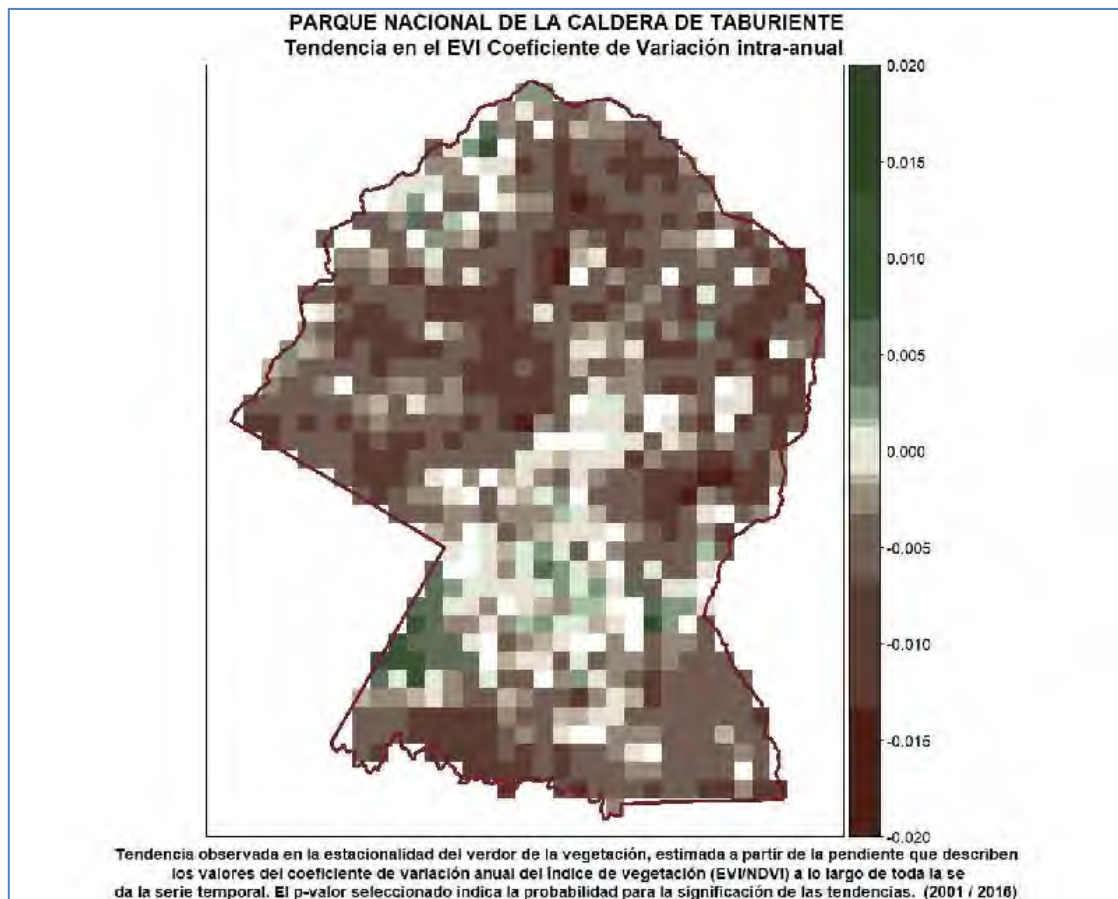 PARQUE NACIONAL DE LA CALDERA DE TABURIENTE
Tendencia en el EVI Coeficiente de Variación intra-anual
0.020
0.015
0.010
0.005
0.000
-0.005
-0.010
-0.015
-0.020
Tendencia observada en la estacionalidad del verdor de la vegetación, estimada a partir de la pendiente que describen
los valores del coeficiente de variación anual del índice de vegetación (EVI/NDVI) a lo largo de toda la se
da la serie temporal. El p-valor seleccionado indica la probabilidad para la significación de las tendencias. (2001 / 2016)